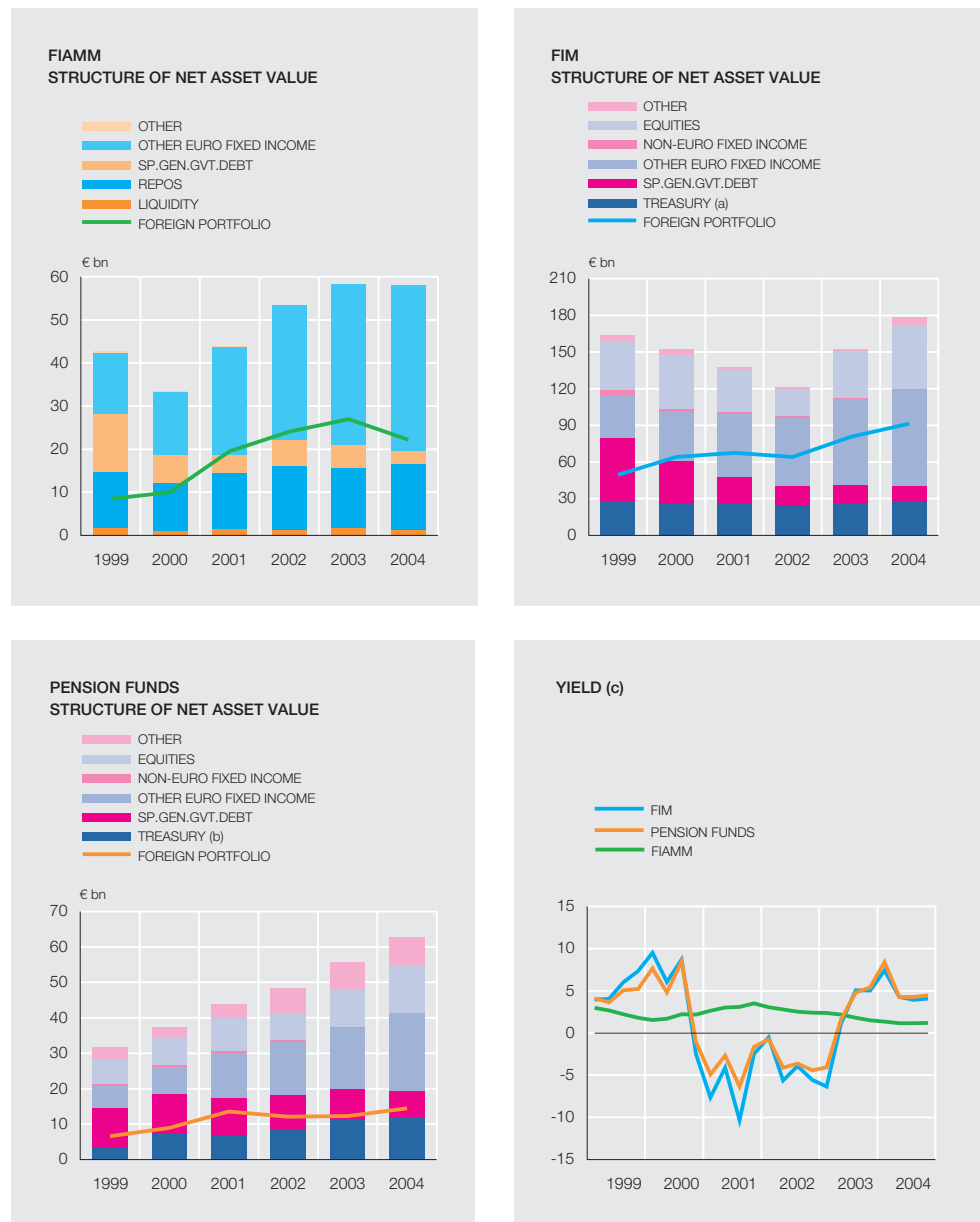 FIAMM
STRUCTURE OF NET ASSET VALUE
OTHER
OTHER EURO FIXED INCOME
SP.GEN.GVT.DEBT
REPOS
LIQUIDITY
FOREIGN PORTFOLIO
€ bn
60
50
40
30
20
10
0
1999 2000 2001 2002 2003 2004
FIM
STRUCTURE OF NET ASSET VALUE
OTHER
EQUITIES
NON-EURO FIXED INCOME
OTHER EURO FIXED INCOME
SP.GEN.GVT.DEBT
TREASURY (a)
FOREIGN PORTFOLIO
€ bn
210
180
150
120
90
60
30
0
1999 2000 2001 2002 2003 2004
PENSION FUNDS
STRUCTURE OF NET ASSET VALUE
OTHER
EQUITIES
NON-EURO FIXED INCOME
OTHER EURO FIXED INCOME
SP.GEN.GVT.DEBT
TREASURY (b)
FOREIGN PORTFOLIO
€ bn
70
60
50
40
30
20
10
0
1999 2000 2001 2002 2003 2004
YIELD (c)
FIM
PENSION FUNDS
FIAMM
15
10
5
0
-5
-10
-15
1999 2000 2001 2002 2003 2004